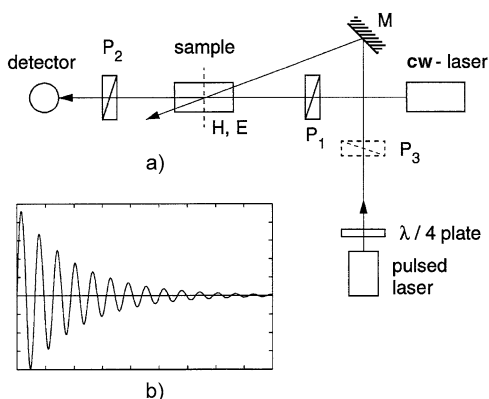 M
P2
sample
detector
cw - laser
H, E
P1
a)
P3
λ / 4 plate
pulsed
laser
b)